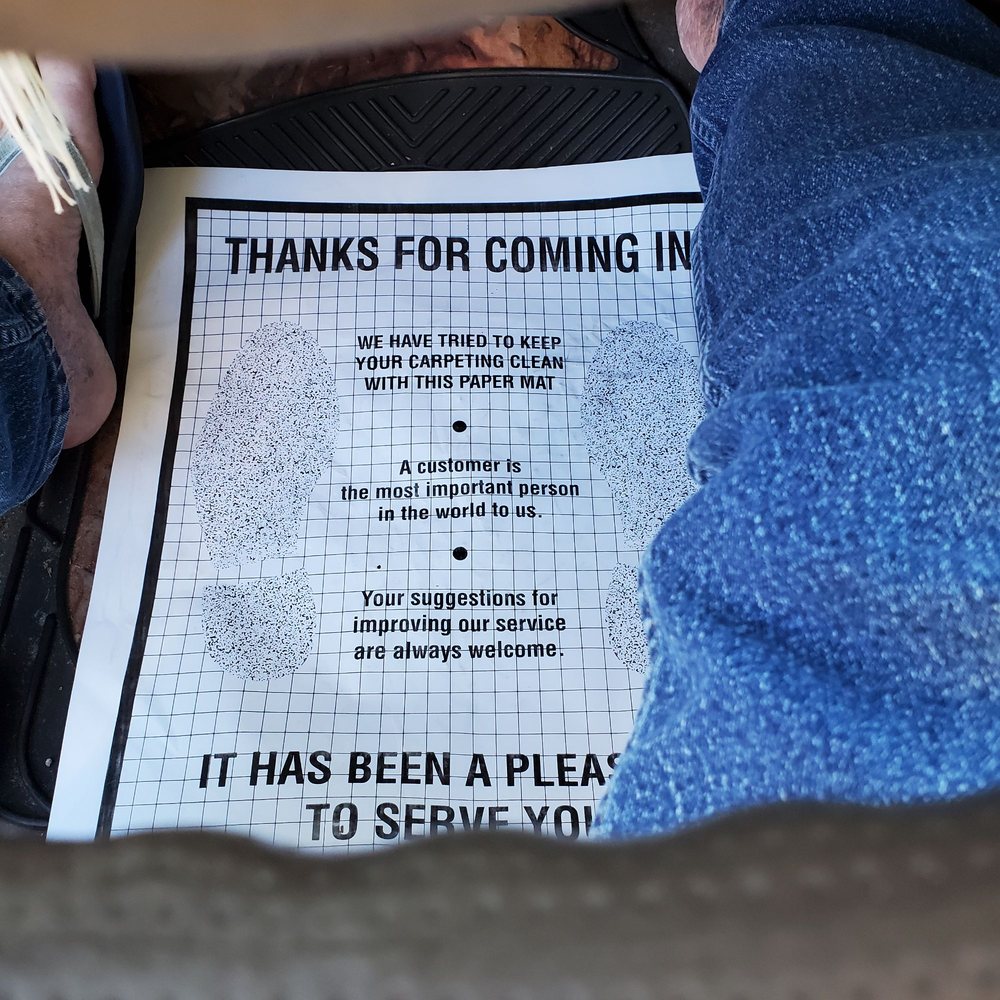 THANKS FOR COMING IN
WE HAVE TRIED TO KEEP
YOUR CARPETING CLEAN
WITH THIS PAPER MAT
A customer is
the most important person
in the world to us.
Your suggestions for
improving our service
are always welcome.
IT HAS BEEN A PLEAS
TO SERVE YOU